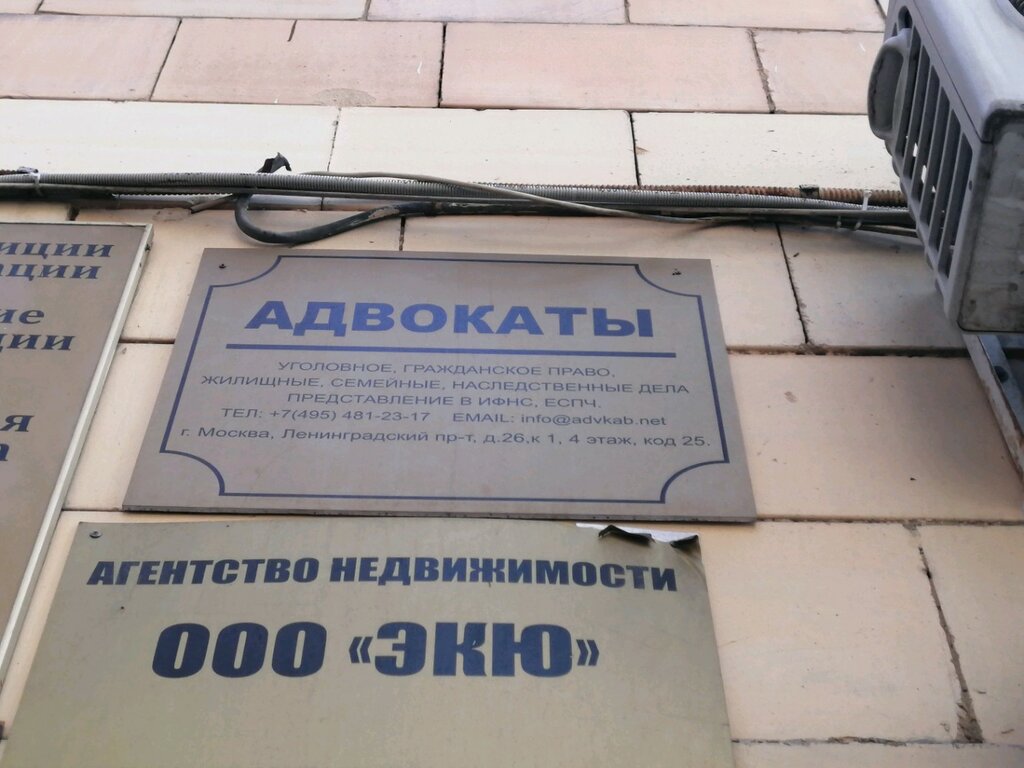 АДВОКАТЫ
УГОЛОВНОЕ, ГРАЖДАНСКОЕ ПРАВО,
ЖИЛИЩНЫЕ, СЕМЕЙНЫЕ, НАСЛЕДСТВЕННЫЕ ДЕЛА
ПРЕДСТАВЛЕНИЕ В ИФНС, ЕСПЧ.
ТЕЛ: +7(495) 481-23-17 EMAIL: info@advkab.net
г. Москва, Ленинградский пр-т, д.26,к 1, 4 этаж, код 25.
АГЕНТСТВО НЕДВИЖИМОСТИ
ООО «ЭКЮ»